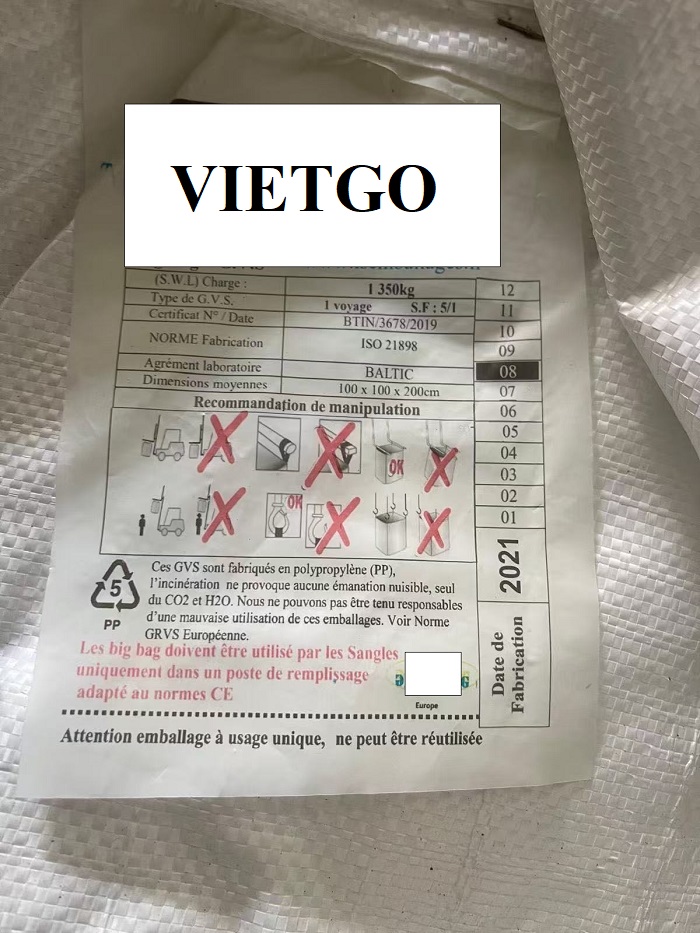 VIETGO
(S.W.L) Charge : 1 350kg
Type de G.V.S. 1 voyage S.F : 5/1
Certificat N° / Date BTIN/3678/2019
NORME Fabrication ISO 21898
Agrément laboratoire BALTIC
Dimensions moyennes 100 x 100 x 200cm
Recommandation de manipulation
OK
OK
5
PP
Ces GVS sont fabriqués en polypropylène (PP),
l'incinération ne provoque aucune émanation nuisible, seul
du CO2 et H2O. Nous ne pouvons pas être tenu responsables
d'une mauvaise utilisation de ces emballages. Voir Norme
GRVS Européenne.
Les big bag doivent être utilisé par les Sangles
uniquement dans un poste de remplissage
adapté au normes CE
Europe
Attention emballage à usage unique, ne peut être réutilisée
12
11
10
09
08
07
06
05
04
03
02
01
2021
Date de
Fabrication